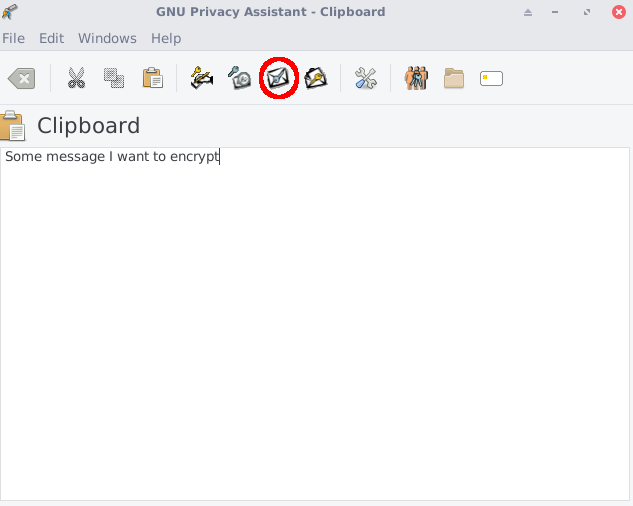 GNU Privacy Assistant - Clipboard
File Edit Windows Help
Clipboard
Some message I want to encrypt